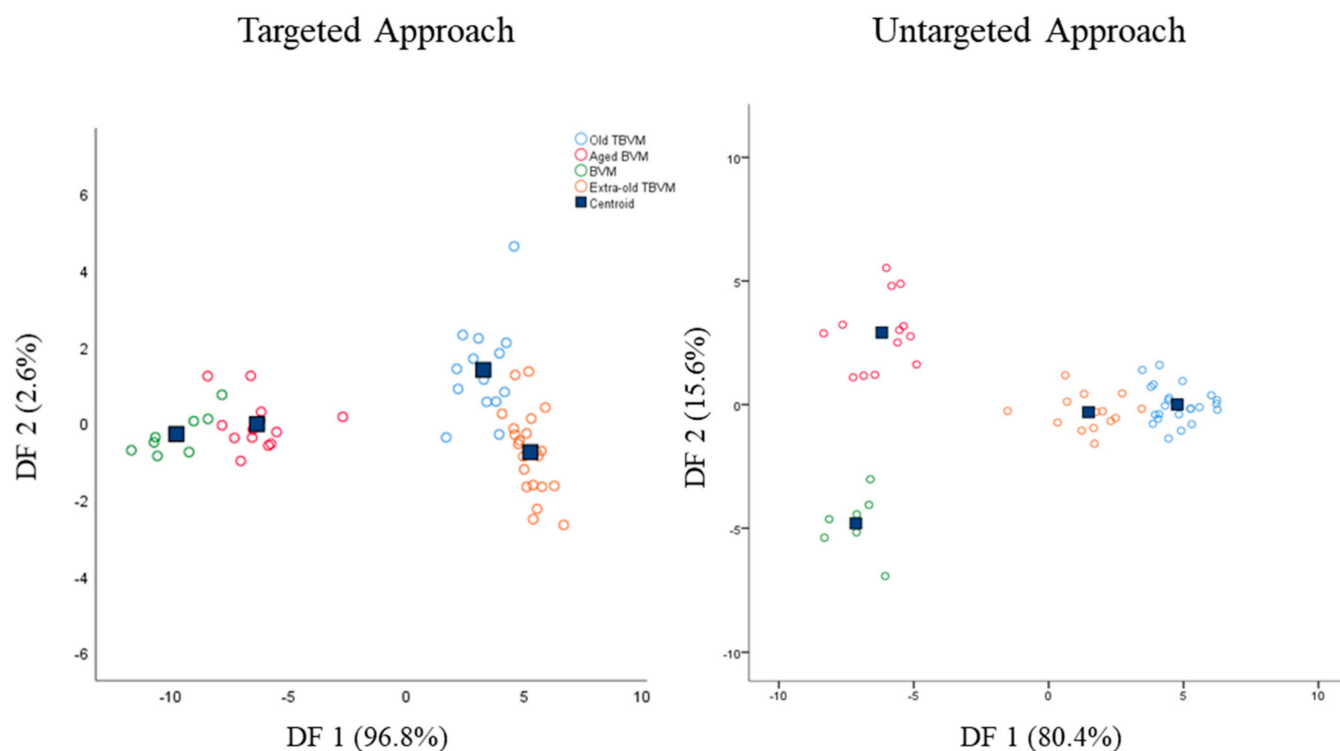 Targeted Approach
Untargeted Approach
Old TBVM
Aged BVM
BVM
Extra-old TBVM
Centroid
6
4
2
0
-2
-4
-6
DF 2 (2.6%)
-10
-5
0
5
10
DF 1 (96.8%)
10
5
0
-5
-10
DF 2 (15.6%)
-10
-5
0
5
10
DF 1 (80.4%)